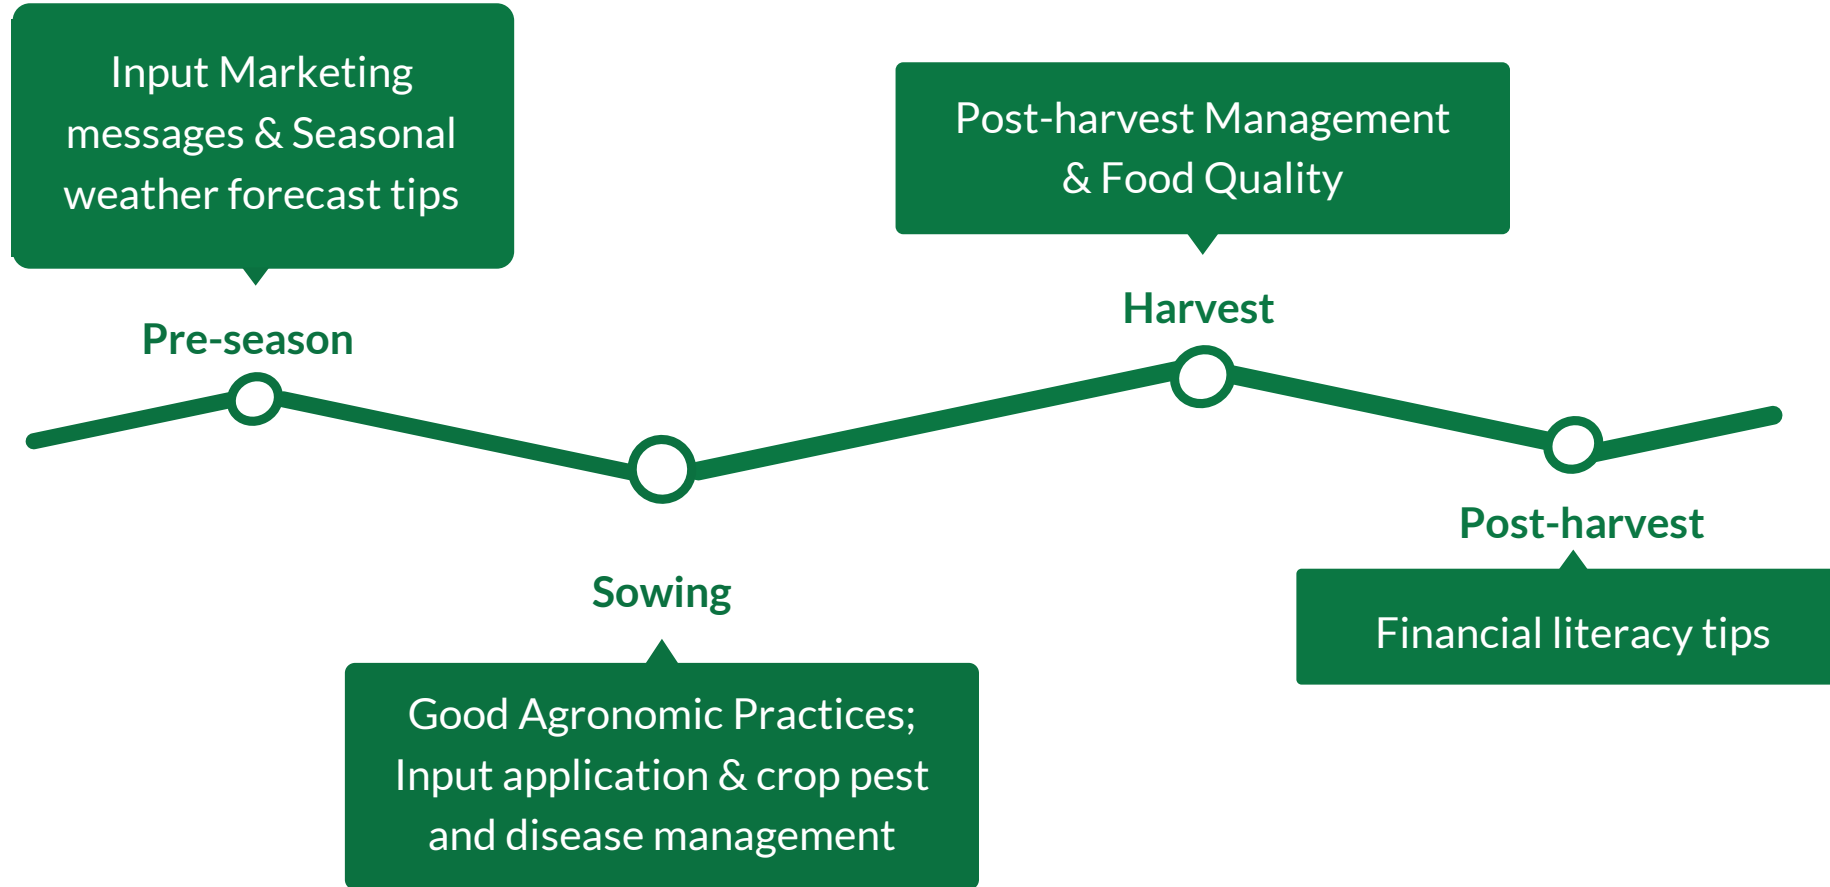 Input Marketing
messages & Seasonal
weather forecast tips
Pre-season
Sowing
Good Agronomic Practices;
Input application & crop pest
and disease management
Post-harvest Management
& Food Quality
Harvest
Post-harvest
Financial literacy tips